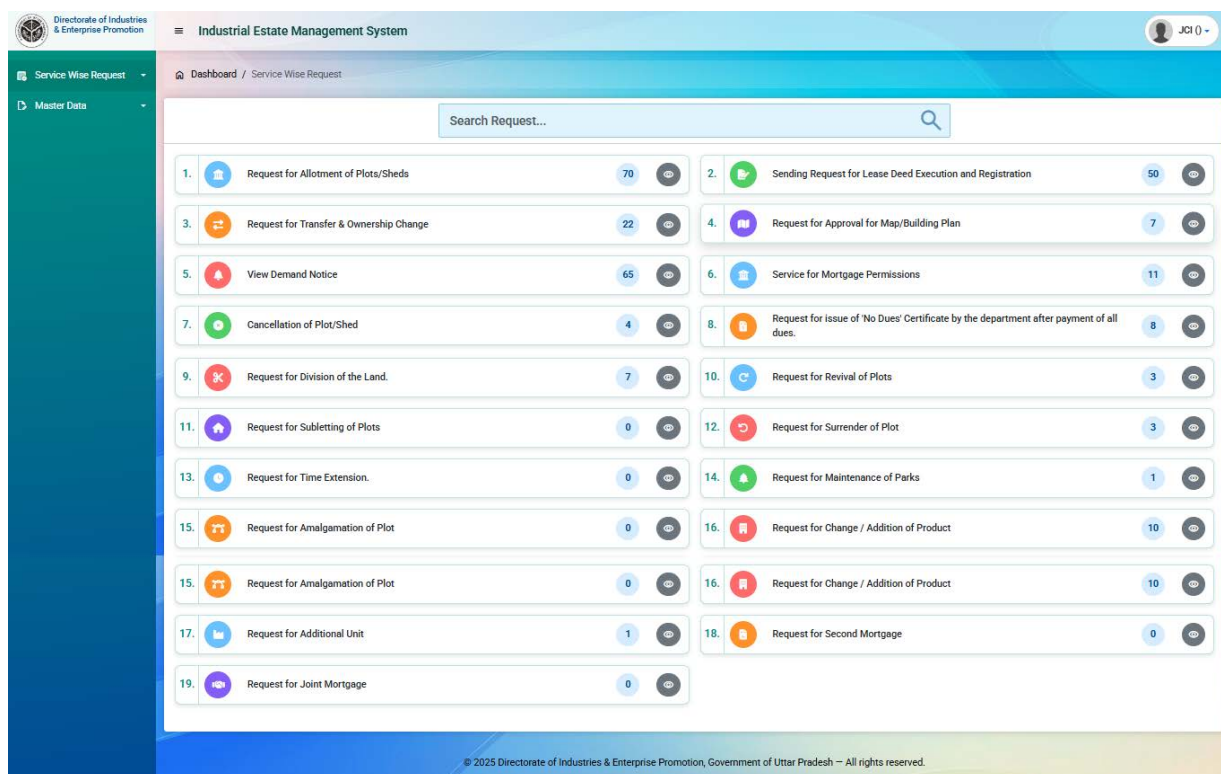 Directorate of Industries
& Enterprise Promotion
Industrial Estate Management System
JCI ()
Service Wise Request
Master Data
Dashboard / Service Wise Request
Search Request...
1. Request for Allotment of Plots/Sheds 70
2. Sending Request for Lease Deed Execution and Registration 50
3. Request for Transfer & Ownership Change 22
4. Request for Approval for Map/Building Plan 7
5. View Demand Notice 65
6. Service for Mortgage Permissions 11
7. Cancellation of Plot/Shed 4
8. Request for issue of 'No Dues' Certificate by the department after payment of all
dues. 8
9. Request for Division of the Land. 7
10. Request for Revival of Plots 3
11. Request for Subletting of Plots 0
12. Request for Surrender of Plot 3
13. Request for Time Extension. 0
14. Request for Maintenance of Parks 1
15. Request for Amalgamation of Plot 0
16. Request for Change / Addition of Product 10
15. Request for Amalgamation of Plot 0
16. Request for Change / Addition of Product 10
17. Request for Additional Unit 1
18. Request for Second Mortgage 0
19. Request for Joint Mortgage 0
© 2025 Directorate of Industries & Enterprise Promotion, Government of Uttar Pradesh — All rights reserved.